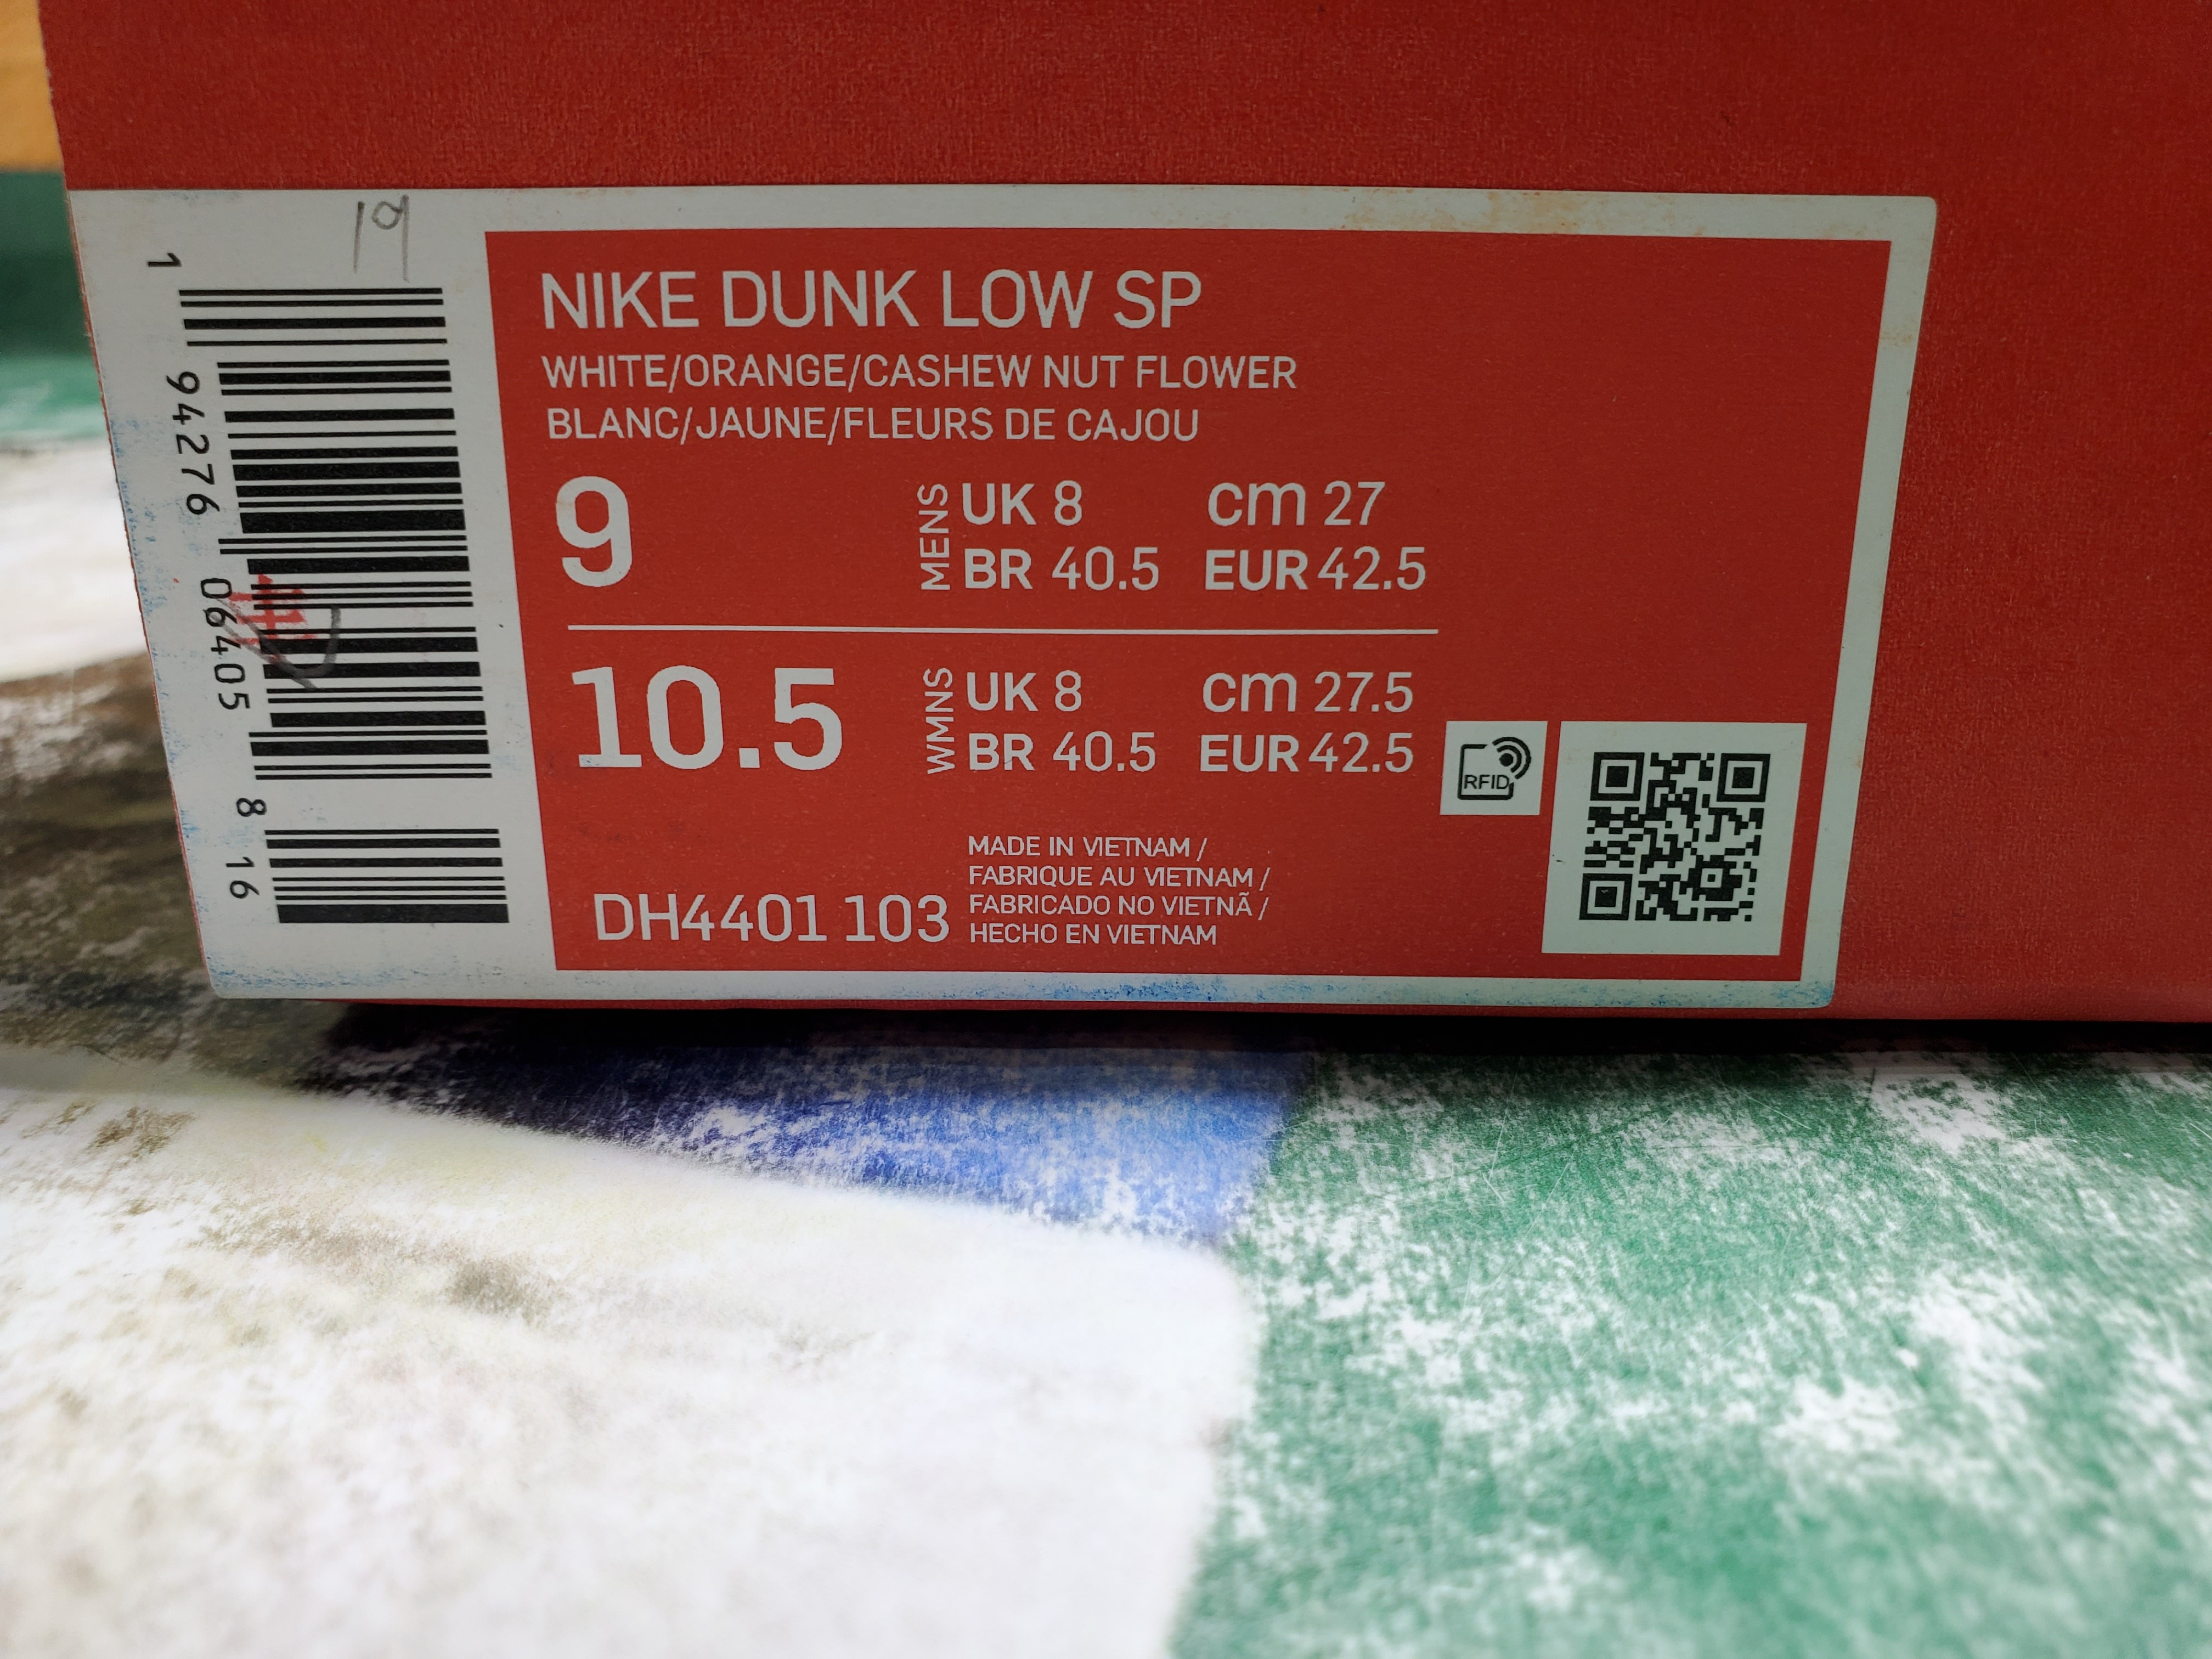 19
1 94276 06405 8 16
NIKE DUNK LOW SP
WHITE/ORANGE/CASHEW NUT FLOWER
BLANC/JAUNE/FLEURS DE CAJOU
9 MENS UK 8 cm 27
BR 40.5 EUR 42.5
10.5 WMNS UK 8 cm 27.5
BR 40.5 EUR 42.5
RFID
DH4401 103
MADE IN VIETNAM /
FABRIQUE AU VIETNAM /
FABRICADO NO VIETNÃ /
HECHO EN VIETNAM